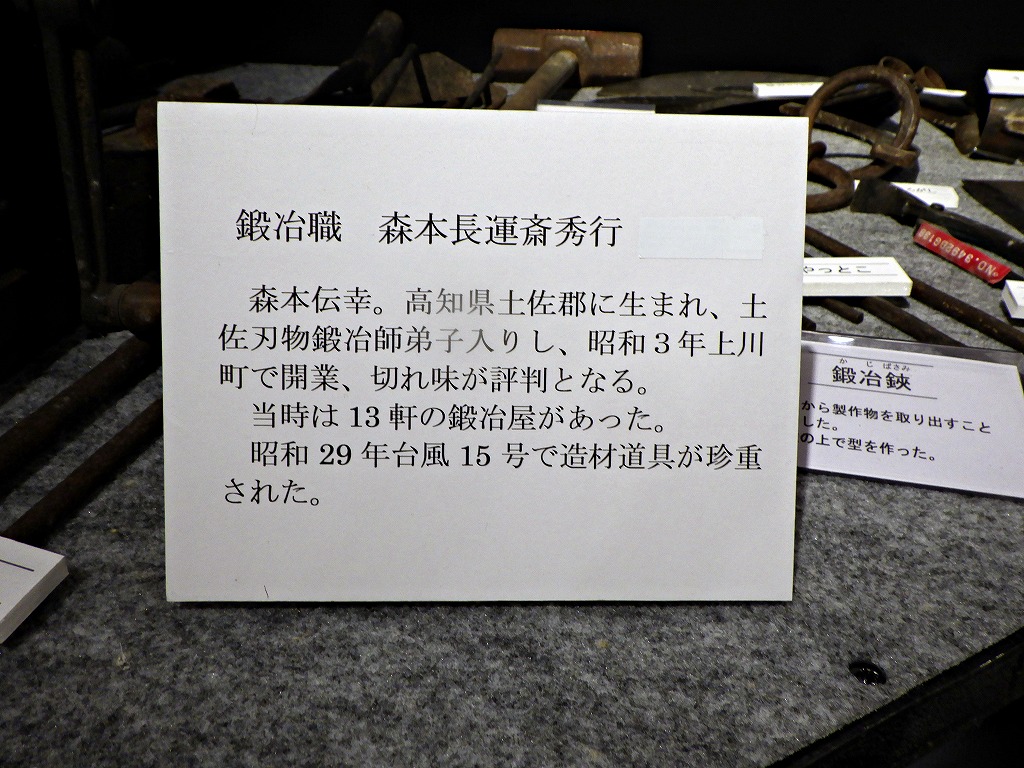 鍛冶職　森本長運斎秀行
森本伝幸。高知県土佐郡に生まれ、土
佐刃物鍛冶師弟子入りし、昭和３年上川
町で開業、切れ味が評判となる。
当時は 13 軒の鍛冶屋があった。
昭和 29 年台風 15 号で造材道具が珍重
された。
かじばさみ
鍛冶鋏
から製作物を取り出すこと
した。
の上で型を作った。